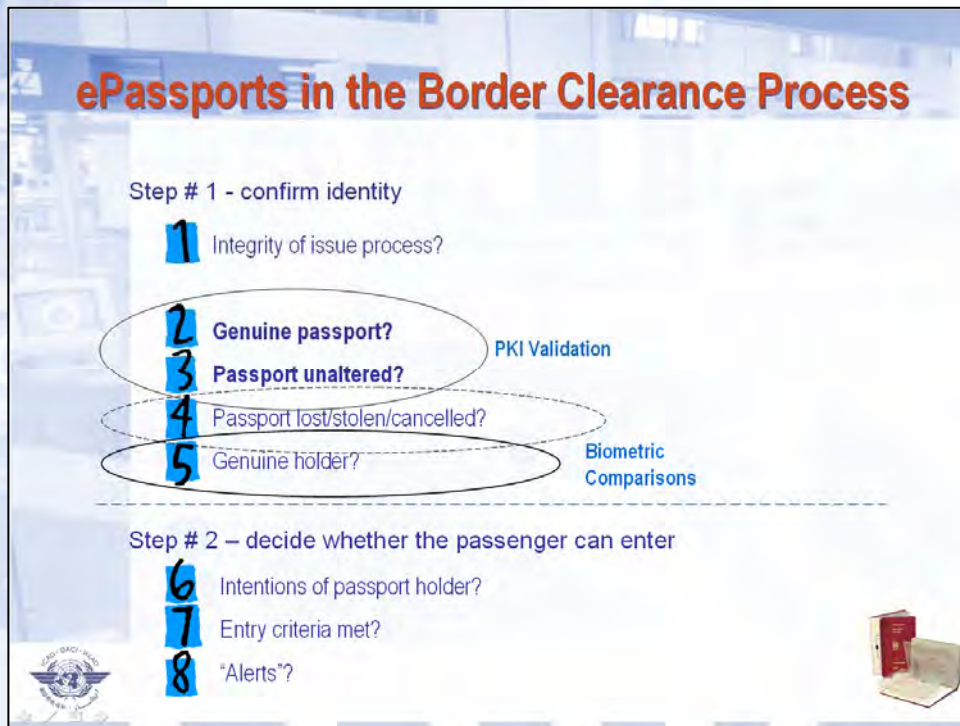 ePassports in the Border Clearance Process
Step # 1 - confirm identity
1 Integrity of issue process?
2 Genuine passport?
3 Passport unaltered?
PKI Validation
4 Passport lost/stolen/cancelled?
5 Genuine holder?
Biometric
Comparisons
Step # 2 – decide whether the passenger can enter
6 Intentions of passport holder?
7 Entry criteria met?
8 "Alerts"?